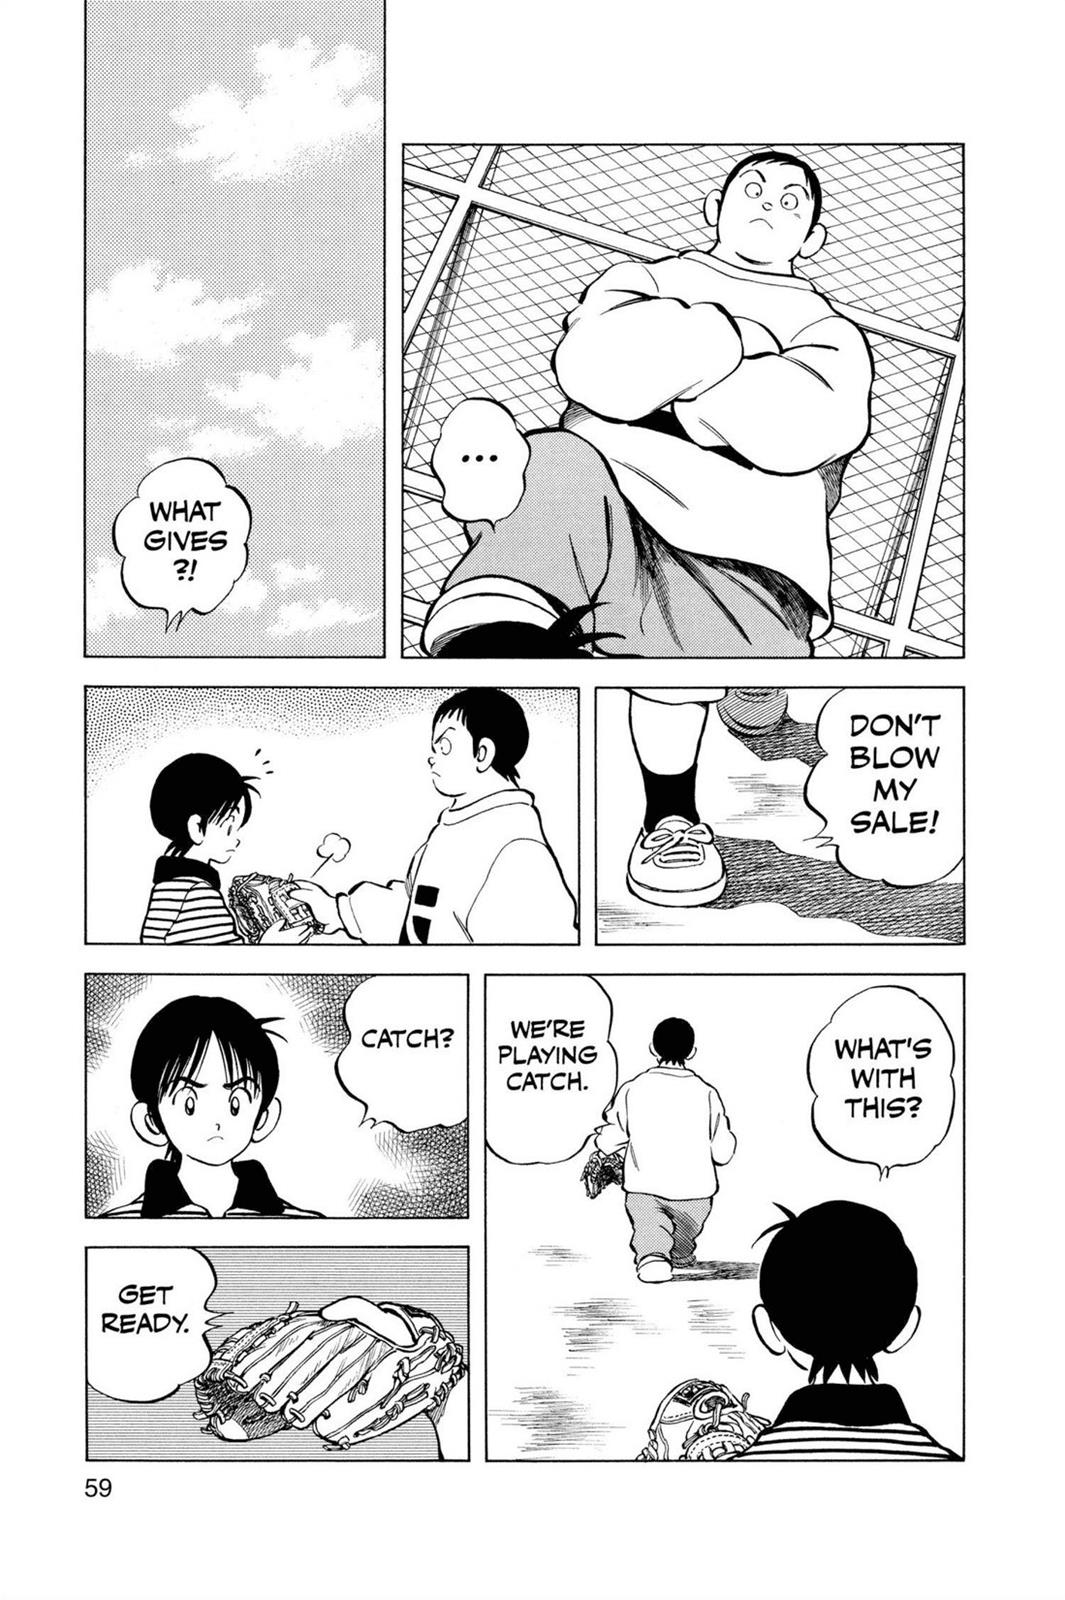 ...
WHAT
GIVES
?!
DON'T
BLOW
MY
SALE!
WHAT'S
WITH
THIS?
WE'RE
PLAYING
CATCH.
CATCH?
GET
READY.
59